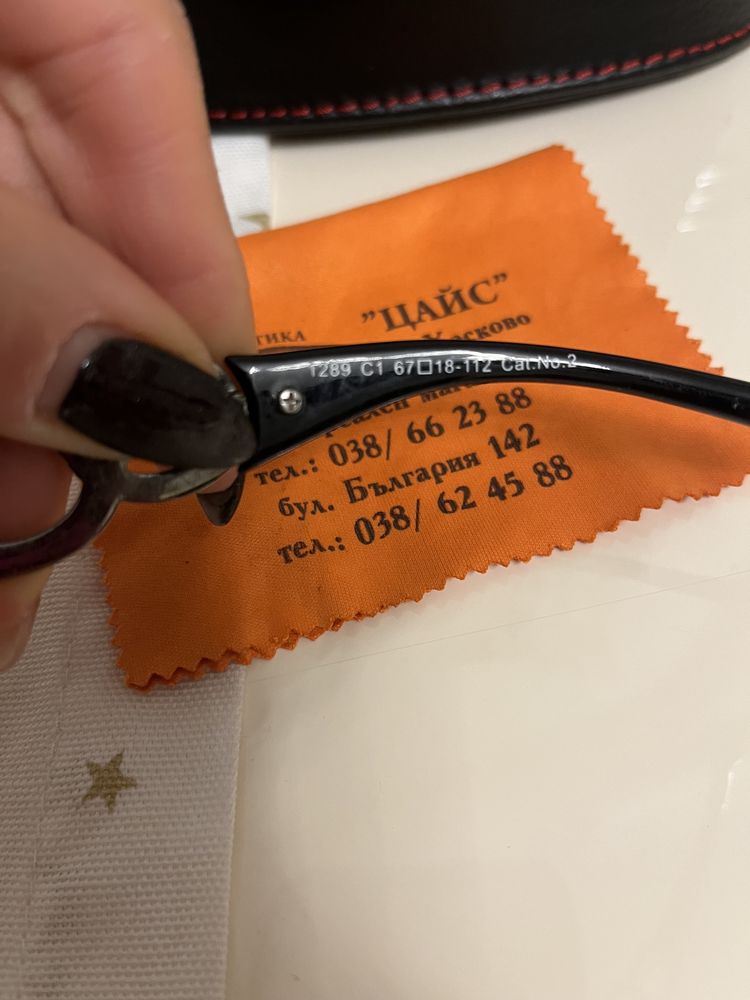 "ЦАЙС"
1289 C1 67□18-112 Cat.No.2
тел.: 038/ 66 23 88
бул. България 142
тел.: 038/ 62 45 88